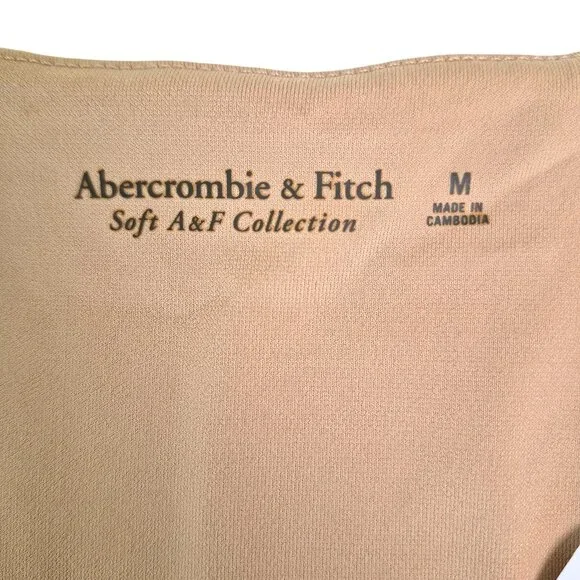 Abercrombie & Fitch
Soft A&F Collection
M
MADE IN
CAMBODIA